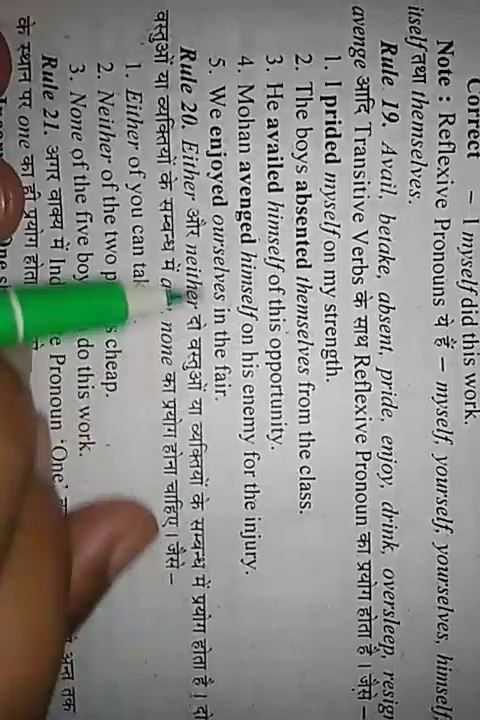 Correct – I myself did this work.
Note : Reflexive Pronouns ये हैं – myself, yourself, yourselves, himself
itself तथा themselves.
Rule 19. Avail, betake, absent, pride, enjoy, drink, oversleep, resign
avenge आदि Transitive Verbs के साथ Reflexive Pronoun का प्रयोग होता है। जैसे –
1. I prided myself on my strength.
2. The boys absented themselves from the class.
3. He availed himself of this opportunity.
4. Mohan avenged himself on his enemy for the injury.
5. We enjoyed ourselves in the fair.
Rule 20. Either और neither दो वस्तुओं या व्यक्तियों के सम्बन्ध में प्रयोग होता है। दो
वस्तुओं या व्यक्तियों के सम्बन्ध में none का प्रयोग होना चाहिए। जैसे –
1. Either of you can
2. Neither of the two cheap.
3. None of the five do this work.
Rule 21. अगर वाक्य में Pronoun 'One' अन्त तक
के स्थान पर one का ही प्रयोग होता